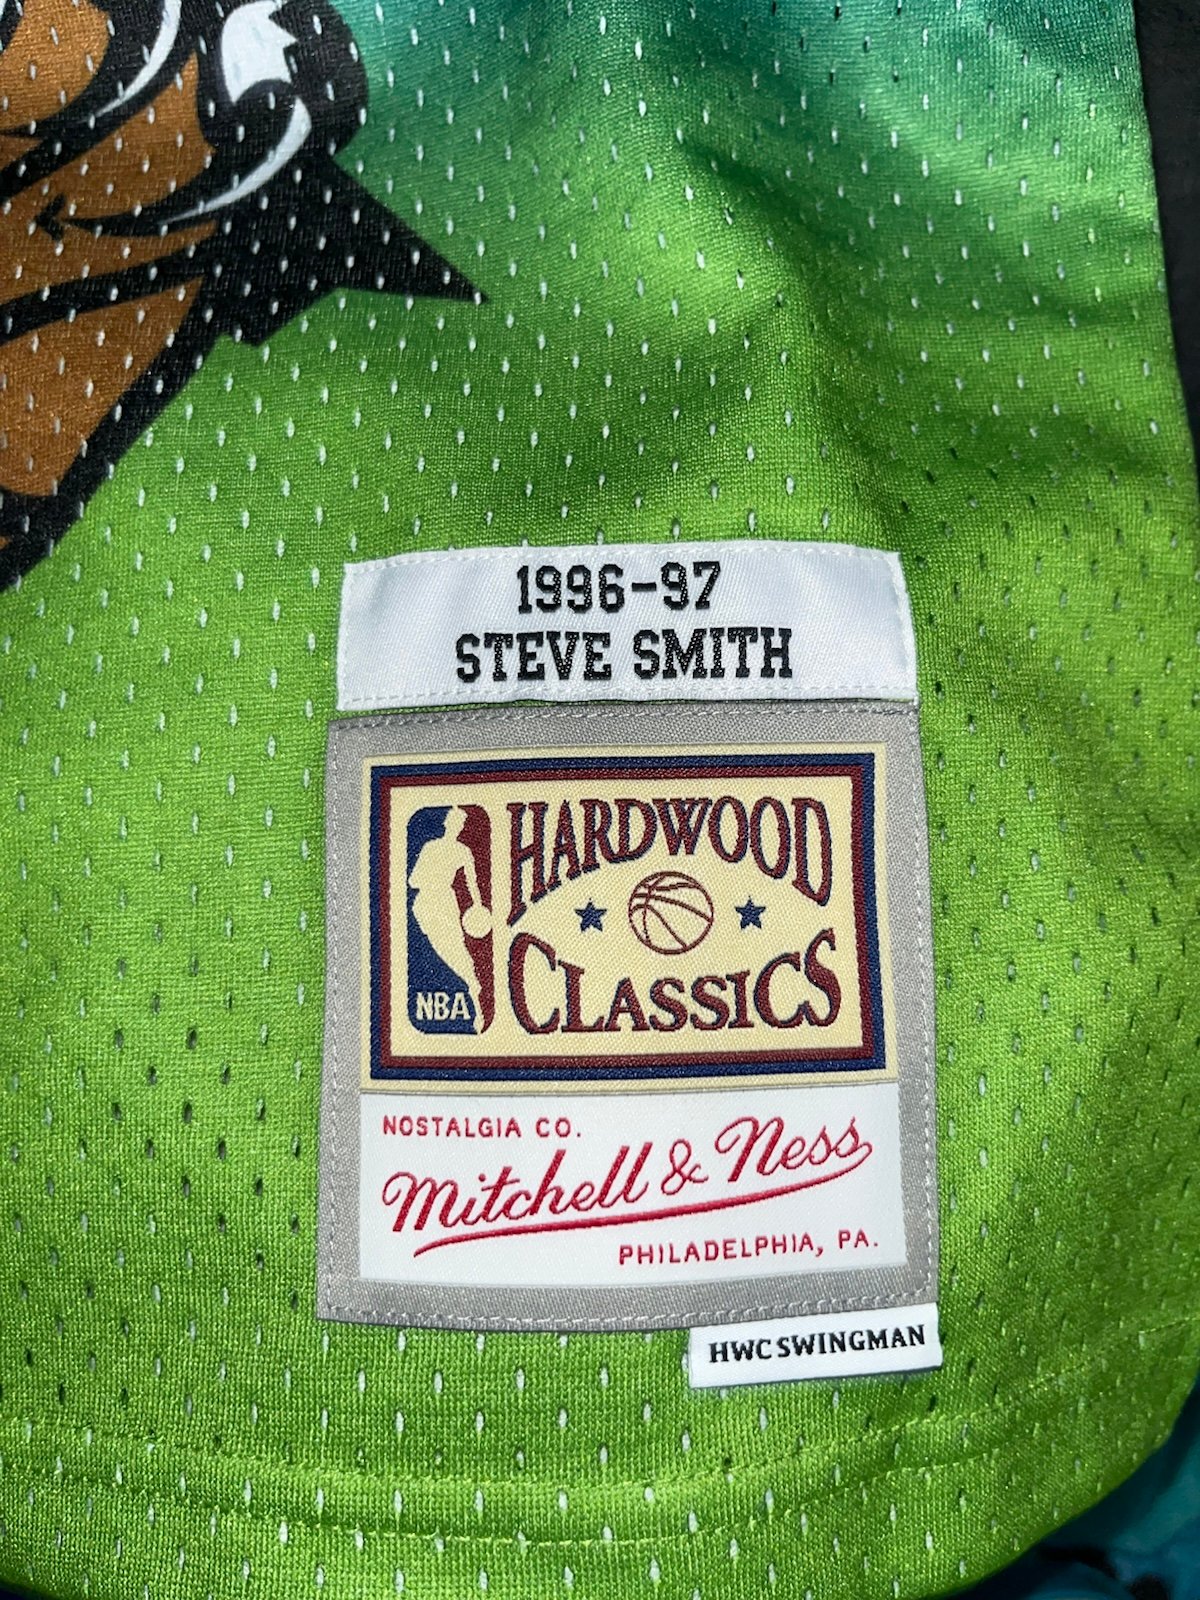 1996-97
STEVE SMITH
HARDWOOD
CLASSICS
NBA
NOSTALGIA CO.
Mitchell & Ness
PHILADELPHIA, PA.
HWC SWINGMAN